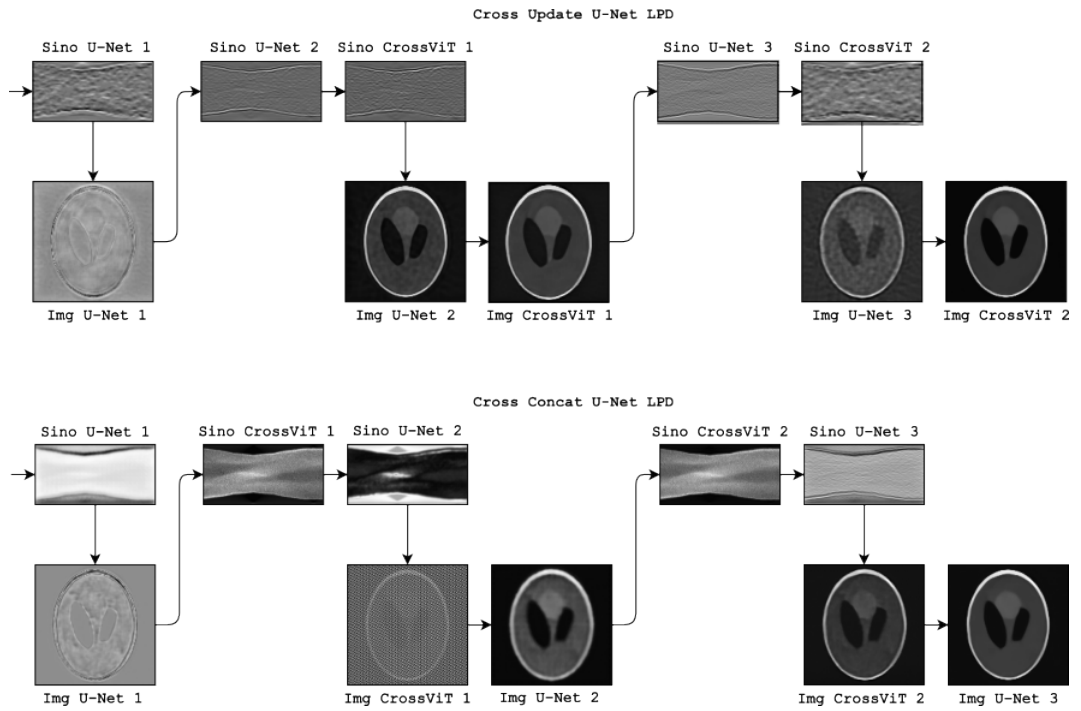 Cross Update U-Net LPD
Sino U-Net 1
Sino U-Net 2
Sino CrossViT 1
Sino U-Net 3
Sino CrossViT 2
Img U-Net 1
Img U-Net 2
Img CrossViT 1
Img U-Net 3
Img CrossViT 2
Cross Concat U-Net LPD
Sino U-Net 1
Sino CrossViT 1
Sino U-Net 2
Sino CrossViT 2
Sino U-Net 3
Img U-Net 1
Img CrossViT 1
Img U-Net 2
Img CrossViT 2
Img U-Net 3